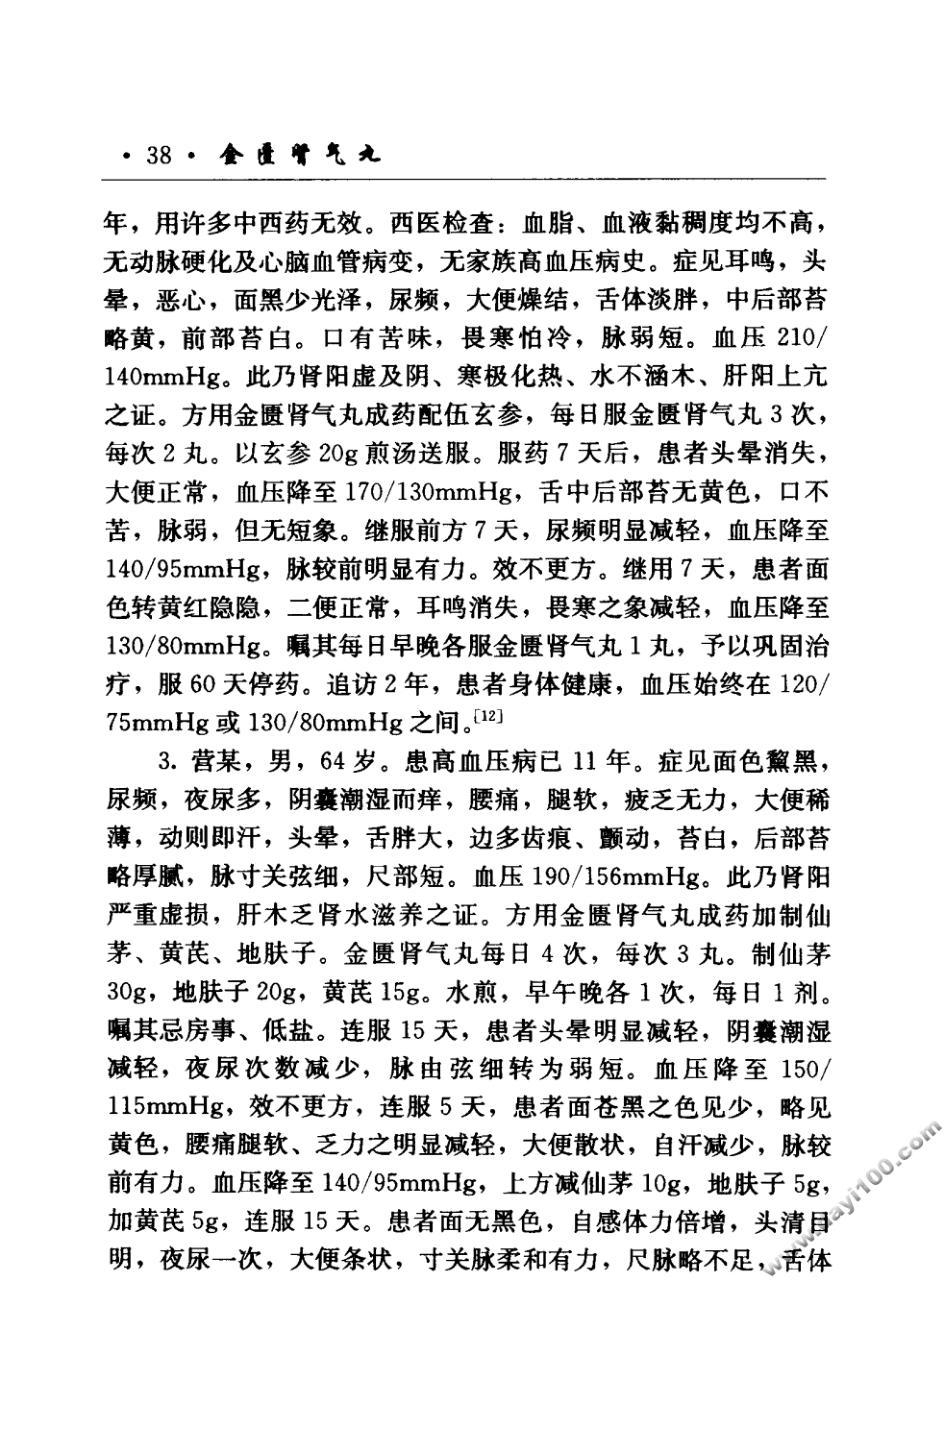 · 38 · 金匮肾气丸
年，用许多中西药无效。西医检查：血脂、血液黏稠度均不高，
无动脉硬化及心脑血管病变，无家族高血压病史。症见耳鸣，头
晕，恶心，面黑少光泽，尿频，大便燥结，舌体淡胖，中后部苔
略黄，前部苔白。口有苦味，畏寒怕冷，脉弱短。血压 210/
140mmHg。此乃肾阳虚及阴、寒极化热、水不涵木、肝阳上亢
之证。方用金匮肾气丸成药配伍玄参，每日服金匮肾气丸 3 次，
每次 2 丸。以玄参 20g 煎汤送服。服药 7 天后，患者头晕消失，
大便正常，血压降至 170/130mmHg，舌中后部苔无黄色，口不
苦，脉弱，但无短象。继服前方 7 天，尿频明显减轻，血压降至
140/95mmHg，脉较前明显有力。效不更方。继用 7 天，患者面
色转黄红隐隐，二便正常，耳鸣消失，畏寒之象减轻，血压降至
130/80mmHg。嘱其每日早晚各服金匮肾气丸 1 丸，予以巩固治
疗，服 60 天停药。追访 2 年，患者身体健康，血压始终在 120/
75mmHg 或 130/80mmHg 之间。[12]
3. 营某，男，64 岁。患高血压病已 11 年。症见面色黧黑，
尿频，夜尿多，阴囊潮湿而痒，腰痛，腿软，疲乏无力，大便稀
薄，动则即汗，头晕，舌胖大，边多齿痕、颤动，苔白，后部苔
略厚腻，脉寸关弦细，尺部短。血压 190/156mmHg。此乃肾阳
严重虚损，肝木乏肾水滋养之证。方用金匮肾气丸成药加制仙
茅、黄芪、地肤子。金匮肾气丸每日 4 次，每次 3 丸。制仙茅
30g，地肤子 20g，黄芪 15g。水煎，早午晚各 1 次，每日 1 剂。
嘱其忌房事、低盐。连服 15 天，患者头晕明显减轻，阴囊潮湿
减轻，夜尿次数减少，脉由弦细转为弱短。血压降至 150/
115mmHg，效不更方，连服 5 天，患者面苍黑之色见少，略见
黄色，腰痛腿软、乏力之明显减轻，大便散状，自汗减少，脉较
前有力。血压降至 140/95mmHg，上方减仙茅 10g，地肤子 5g，
加黄芪 5g，连服 15 天。患者面无黑色，自感体力倍增，头清目
明，夜尿一次，大便条状，寸关脉柔和有力，尺脉略不足，舌体